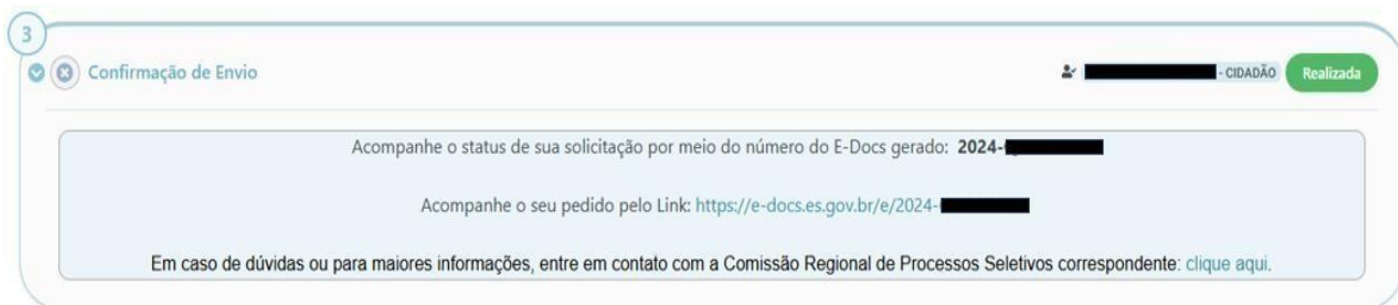 3
Confirmação de Envio
- CIDADÃO
Realizada
Acompanhe o status de sua solicitação por meio do número do E-Docs gerado: 2024-
Acompanhe o seu pedido pelo Link: https://e-docs.es.gov.br/e/2024-
Em caso de dúvidas ou para maiores informações, entre em contato com a Comissão Regional de Processos Seletivos correspondente: clique aqui.